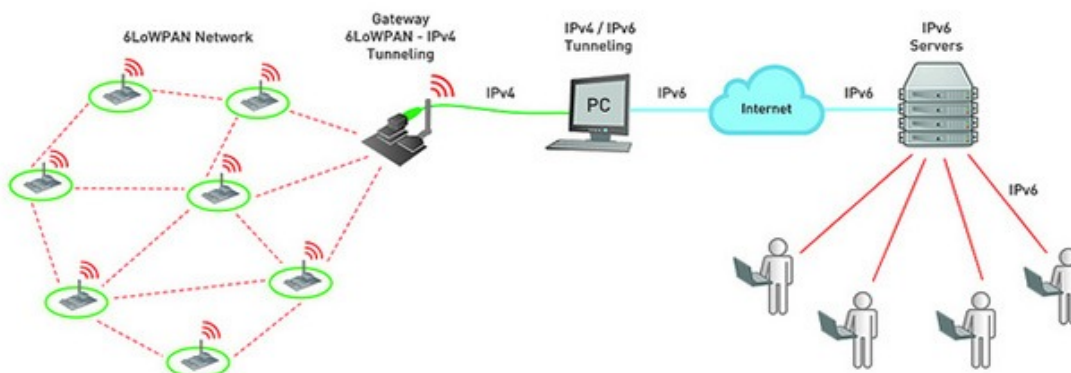 6LoWPAN Network
Gateway
6LoWPAN - IPv4
Tunneling
IPv4
IPv4 / IPv6
Tunneling
PC
IPv6
Internet
IPv6
IPv6
Servers
IPv6